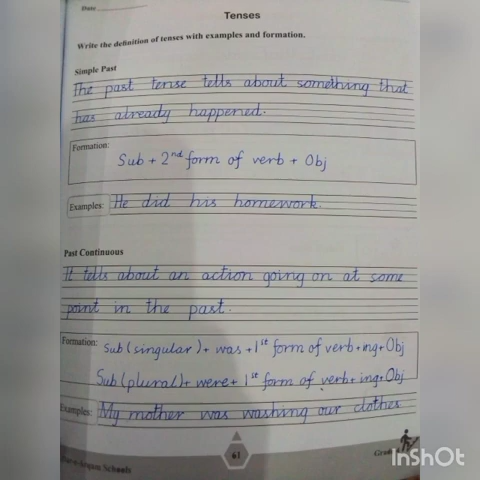 Date
Tenses
Write the definition of tenses with examples and formation.
Simple Past
The past tense tells about something that
has already happened.
Formation:
Sub + 2nd form of verb + Obj
Examples: He did his homework.
Past Continuous
It tells about an action going on at some
point in the past.
Formation: Sub (singular) + was + 1st form of verb + ing + Obj
Sub (plural) + were + 1st form of verb + ing + Obj
Examples: My mother was washing our clothes
61
Schools
InShOt